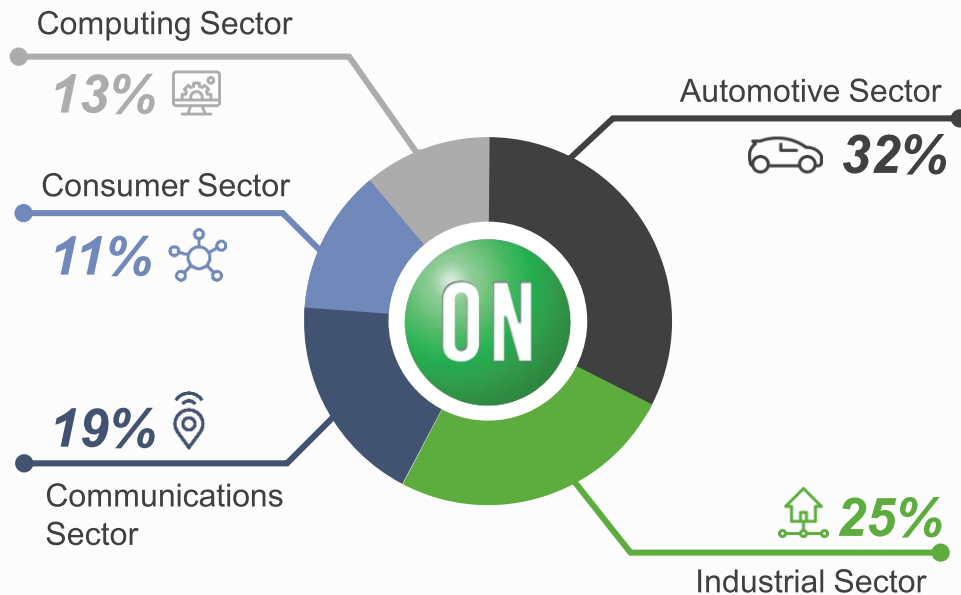 Computing Sector
13%
Automotive Sector
32%
Consumer Sector
11%
ON
19%
Communications
Sector
25%
Industrial Sector